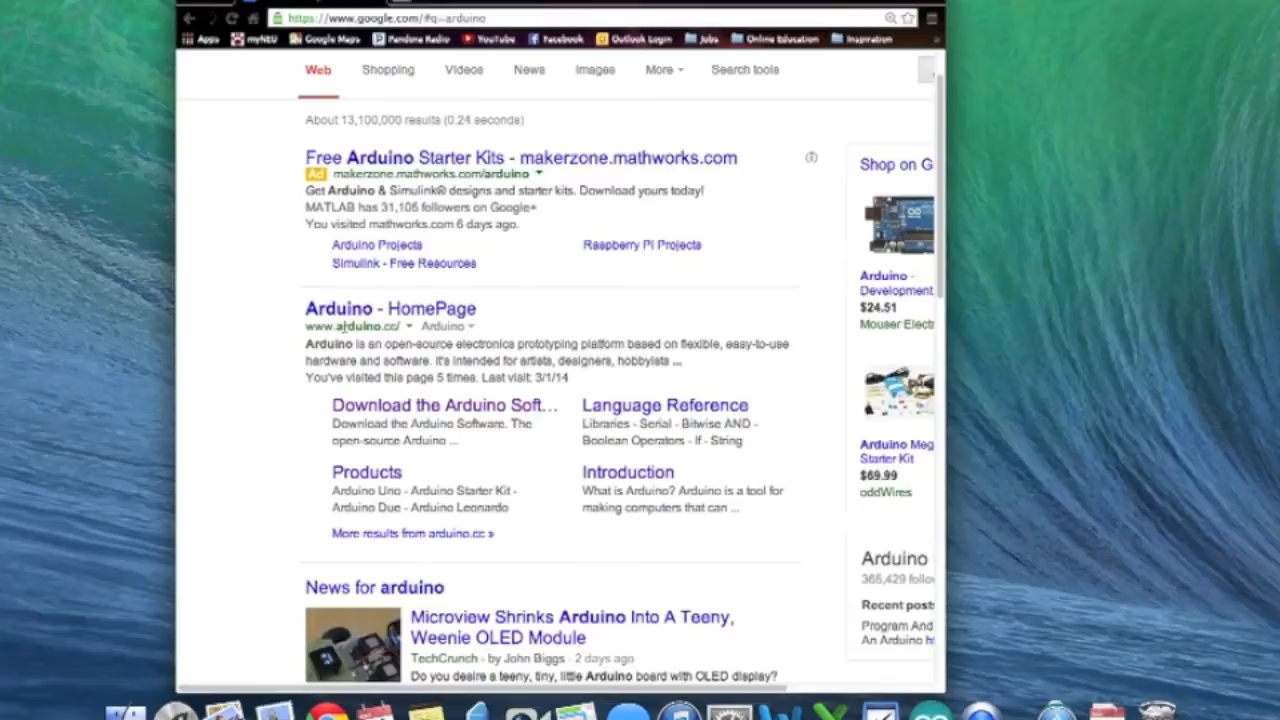 https://www.google.com/#q=arduino
Apps myNEU Google Maps Pandora Radio YouTube Facebook Outlook Login Jobs Online Education Inspiration
Web Shopping Videos News Images More Search tools
About 13,100,000 results (0.24 seconds)
Free Arduino Starter Kits - makerzone.mathworks.com
Ad makerzone.mathworks.com/arduino
Get Arduino & Simulink® designs and starter kits. Download yours today!
MATLAB has 31,105 followers on Google+
You visited mathworks.com 6 days ago.
Arduino Projects Raspberry Pi Projects
Simulink - Free Resources
Arduino - HomePage
www.arduino.cc/ Arduino
Arduino is an open-source electronics prototyping platform based on flexible, easy-to-use
hardware and software. It's intended for artists, designers, hobbyists ...
You've visited this page 5 times. Last visit: 3/1/14
Download the Arduino Soft...
Download the Arduino Software. The
open-source Arduino ...
Language Reference
Libraries - Serial - Bitwise AND -
Boolean Operators - If - String
Products
Arduino Uno - Arduino Starter Kit -
Arduino Due - Arduino Leonardo
Introduction
What is Arduino? Arduino is a tool for
making computers that can ...
More results from arduino.cc »
News for arduino
Microview Shrinks Arduino Into A Teeny,
Weenie OLED Module
TechCrunch - by John Biggs - 2 days ago
Do you desire a teeny, tiny, little Arduino board with OLED display?
Shop on G
Arduino -
Development
$24.51
Mouser Electr
Arduino Meg
Starter Kit
$69.99
oddWires
Arduino
365,429 follo
Recent posts
Program And
An Arduino